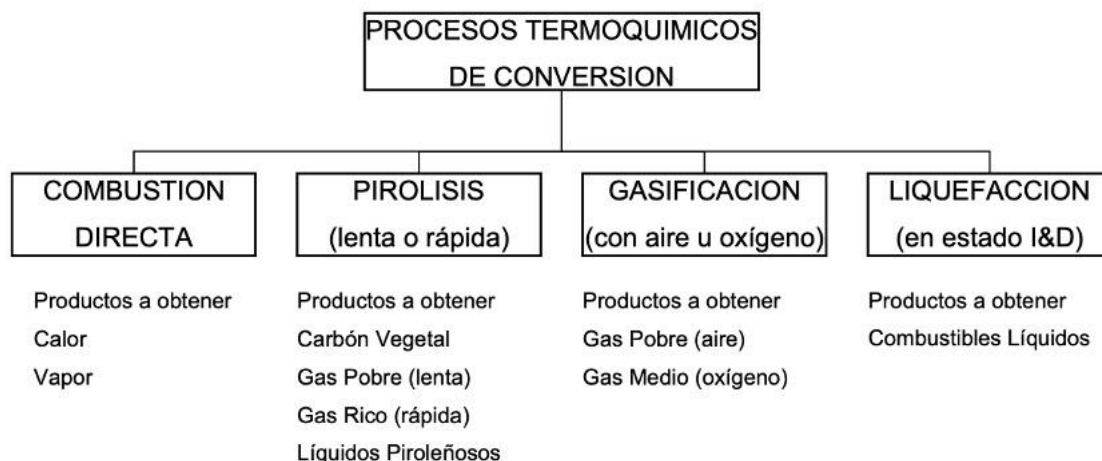 PROCESOS TERMOQUIMICOS
DE CONVERSION
COMBUSTION
DIRECTA
Productos a obtener
Calor
Vapor
PIROLISIS
(lenta o rápida)
Productos a obtener
Carbón Vegetal
Gas Pobre (lenta)
Gas Rico (rápida)
Líquidos Piroleñosos
GASIFICACION
(con aire u oxígeno)
Productos a obtener
Gas Pobre (aire)
Gas Medio (oxígeno)
LIQUEFACCION
(en estado I&D)
Productos a obtener
Combustibles Líquidos